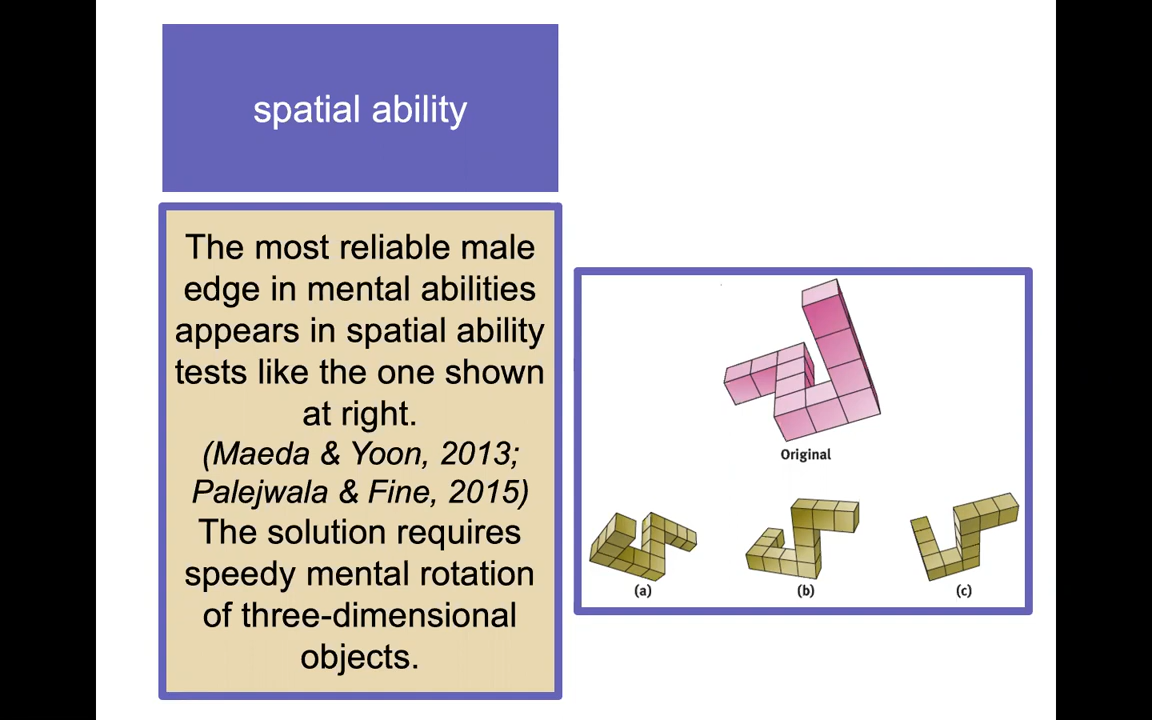 spatial ability
The most reliable male
edge in mental abilities
appears in spatial ability
tests like the one shown
at right.
(Maeda & Yoon, 2013;
Palejwala & Fine, 2015)
The solution requires
speedy mental rotation
of three-dimensional
objects.
Original
(a)
(b)
(c)